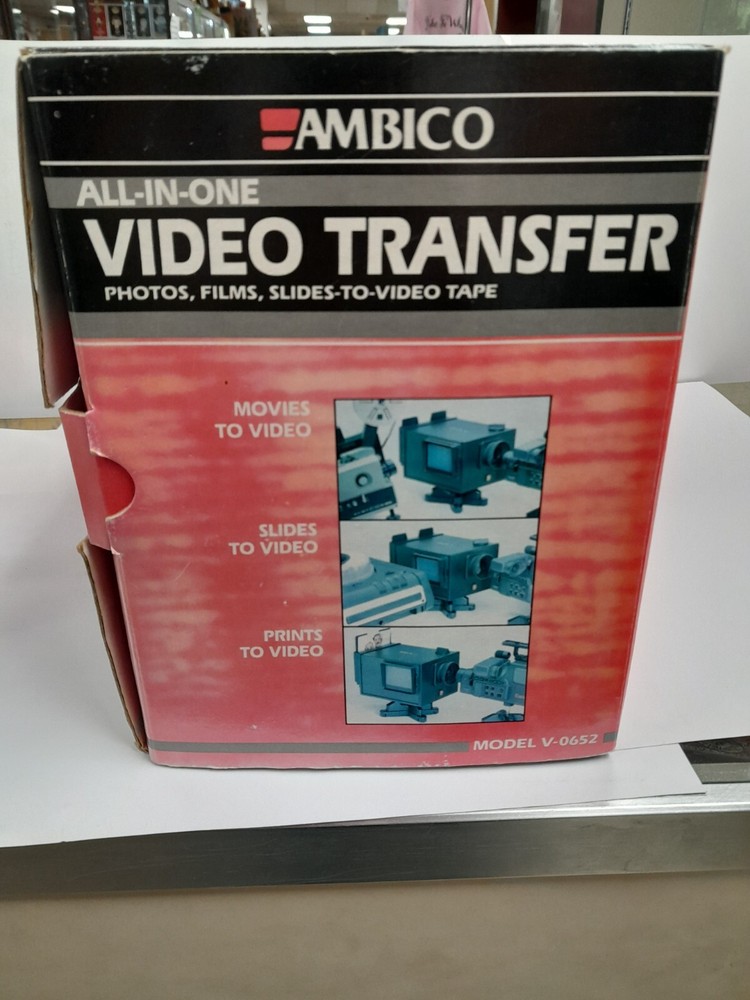 AMBICO
ALL-IN-ONE
VIDEO TRANSFER
PHOTOS, FILMS, SLIDES-TO-VIDEO TAPE
MOVIES
TO VIDEO
SLIDES
TO VIDEO
PRINTS
TO VIDEO
MODEL V-0652